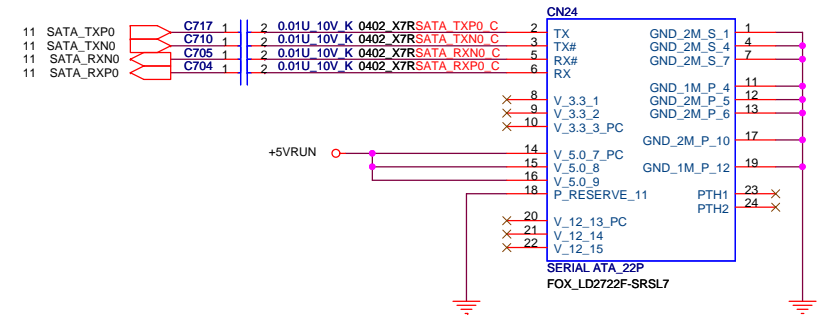 CN24
11 SATA_TXP0 C717 1 2 0.01U_10V_K 0402_X7R SATA_TXP0_C 2 TX GND_2M_S_1 1
11 SATA_TXN0 C710 1 2 0.01U_10V_K 0402_X7R SATA_TXN0_C 3 TX# GND_2M_S_4 4
11 SATA_RXN0 C705 1 2 0.01U_10V_K 0402_X7R SATA_RXN0_C 5 RX# GND_2M_S_7 7
11 SATA_RXP0 C704 1 2 0.01U_10V_K 0402_X7R SATA_RXP0_C 6 RX
GND_1M_P_4 11
8 V_3.3_1 GND_2M_P_5 12
9 V_3.3_2 GND_2M_P_6 13
10 V_3.3_3_PC
GND_2M_P_10 17
+5VRUN 14 V_5.0_7_PC
15 V_5.0_8 GND_1M_P_12 19
16 V_5.0_9
18 P_RESERVE_11 PTH1 23
PTH2 24
20 V_12_13_PC
21 V_12_14
22 V_12_15
SERIAL ATA_22P
FOX_LD2722F-SRSL7